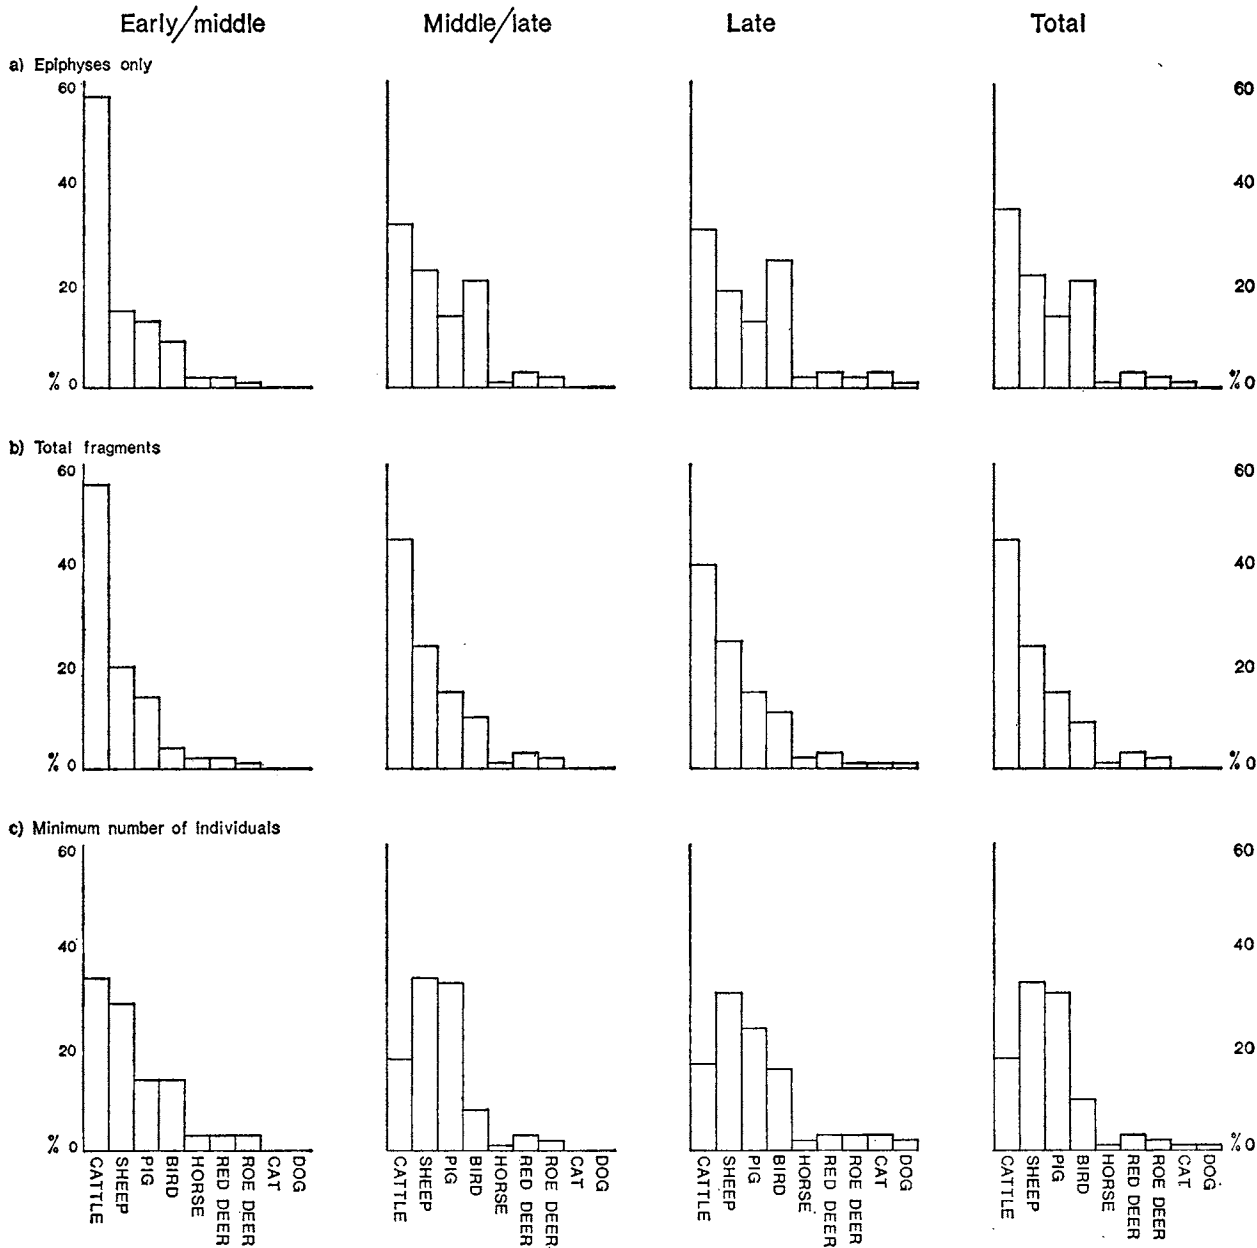 Early/middle Middle/late Late Total
a) Epiphyses only
60 60
40 40
20 20
% 0 % 0
b) Total fragments
60 60
40 40
20 20
% 0 % 0
c) Minimum number of individuals
60 60
40 40
20 20
% 0 % 0
CATTLE SHEEP PIG BIRD HORSE RED DEER ROE DEER CAT DOG
CATTLE SHEEP PIG BIRD HORSE RED DEER ROE DEER CAT DOG
CATTLE SHEEP PIG BIRD HORSE RED DEER ROE DEER CAT DOG
CATTLE SHEEP PIG BIRD HORSE RED DEER ROE DEER CAT DOG